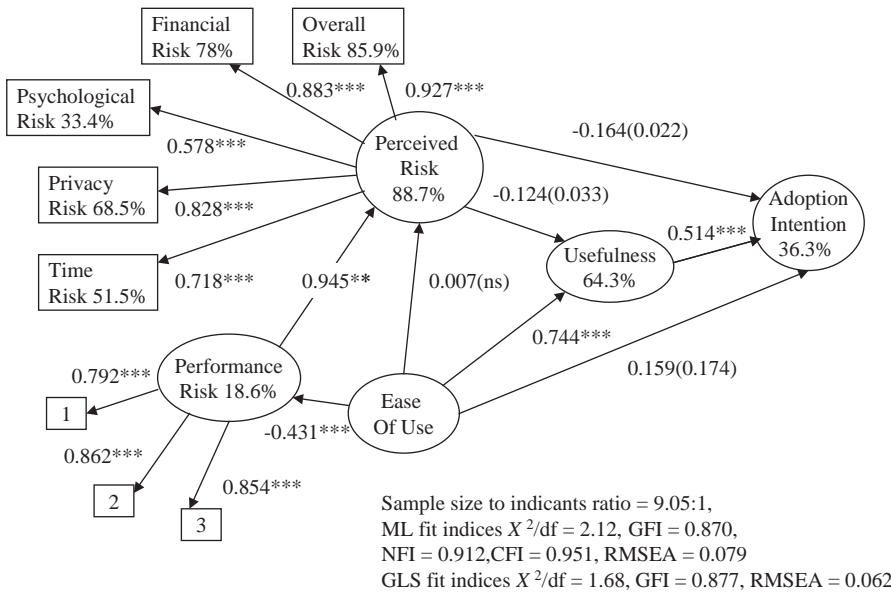 Financial
Risk 78%
Overall
Risk 85.9%
0.883***
0.927***
Psychological
Risk 33.4%
0.578***
Perceived
Risk
88.7%
-0.164(0.022)
Privacy
Risk 68.5%
0.828***
-0.124(0.033)
Adoption
Intention
36.3%
0.514***
Usefulness
64.3%
Time
Risk 51.5%
0.718***
0.945**
0.007(ns)
0.744***
0.159(0.174)
Performance
Risk 18.6%
0.792***
1
Ease
Of Use
-0.431***
0.862***
2
0.854***
3
Sample size to indicants ratio = 9.05:1,
ML fit indices X²/df = 2.12, GFI = 0.870,
NFI = 0.912,CFI = 0.951, RMSEA = 0.079
GLS fit indices X²/df = 1.68, GFI = 0.877, RMSEA = 0.062